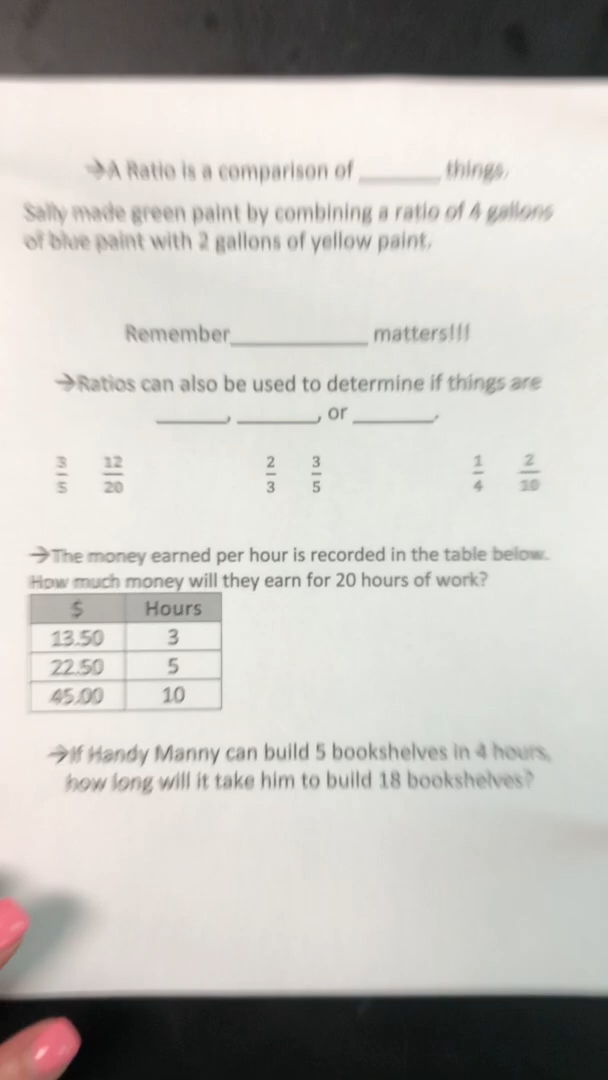 →A Ratio is a comparison of ________ things.
Sally made green paint by combining a ratio of 4 gallons
of blue paint with 2 gallons of yellow paint.
Remember_____________ matters!!!
→Ratios can also be used to determine if things are
_______, ________, or ________.
3/5 12/20 2/3 3/5 1/4 2/10
→The money earned per hour is recorded in the table below.
How much money will they earn for 20 hours of work?
$ Hours
13.50 3
22.50 5
45.00 10
→If Handy Manny can build 5 bookshelves in 4 hours,
how long will it take him to build 18 bookshelves?